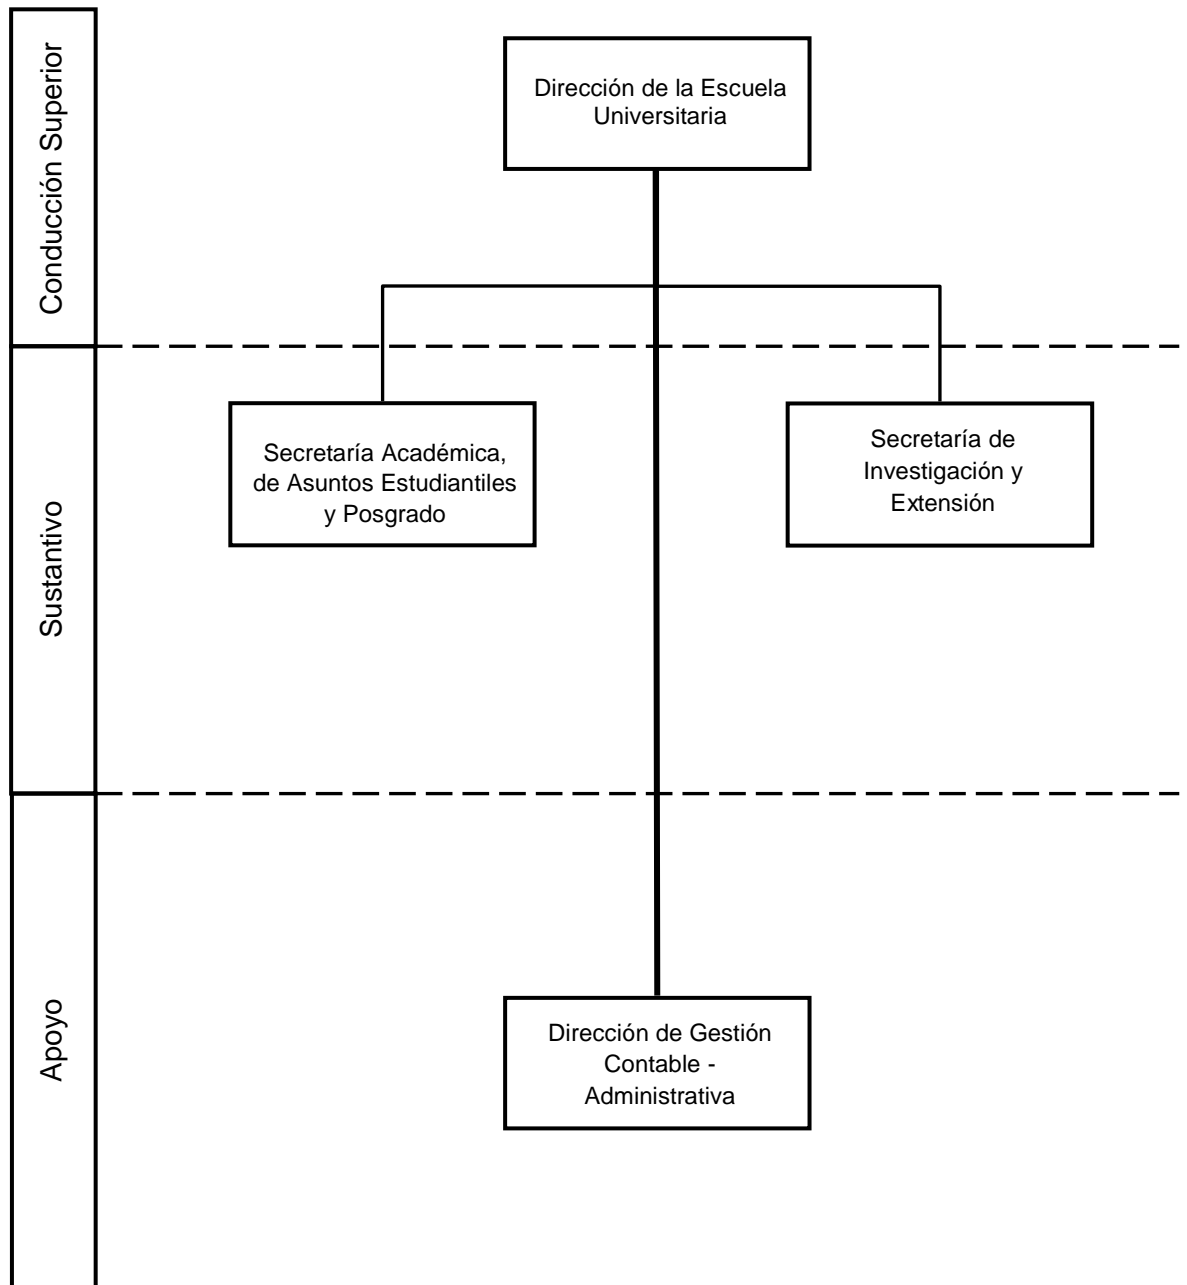 Conducción Superior
Dirección de la Escuela
Universitaria
Sustantivo
Secretaría Académica,
de Asuntos Estudiantiles
y Posgrado
Secretaría de
Investigación y
Extensión
Apoyo
Dirección de Gestión
Contable -
Administrativa